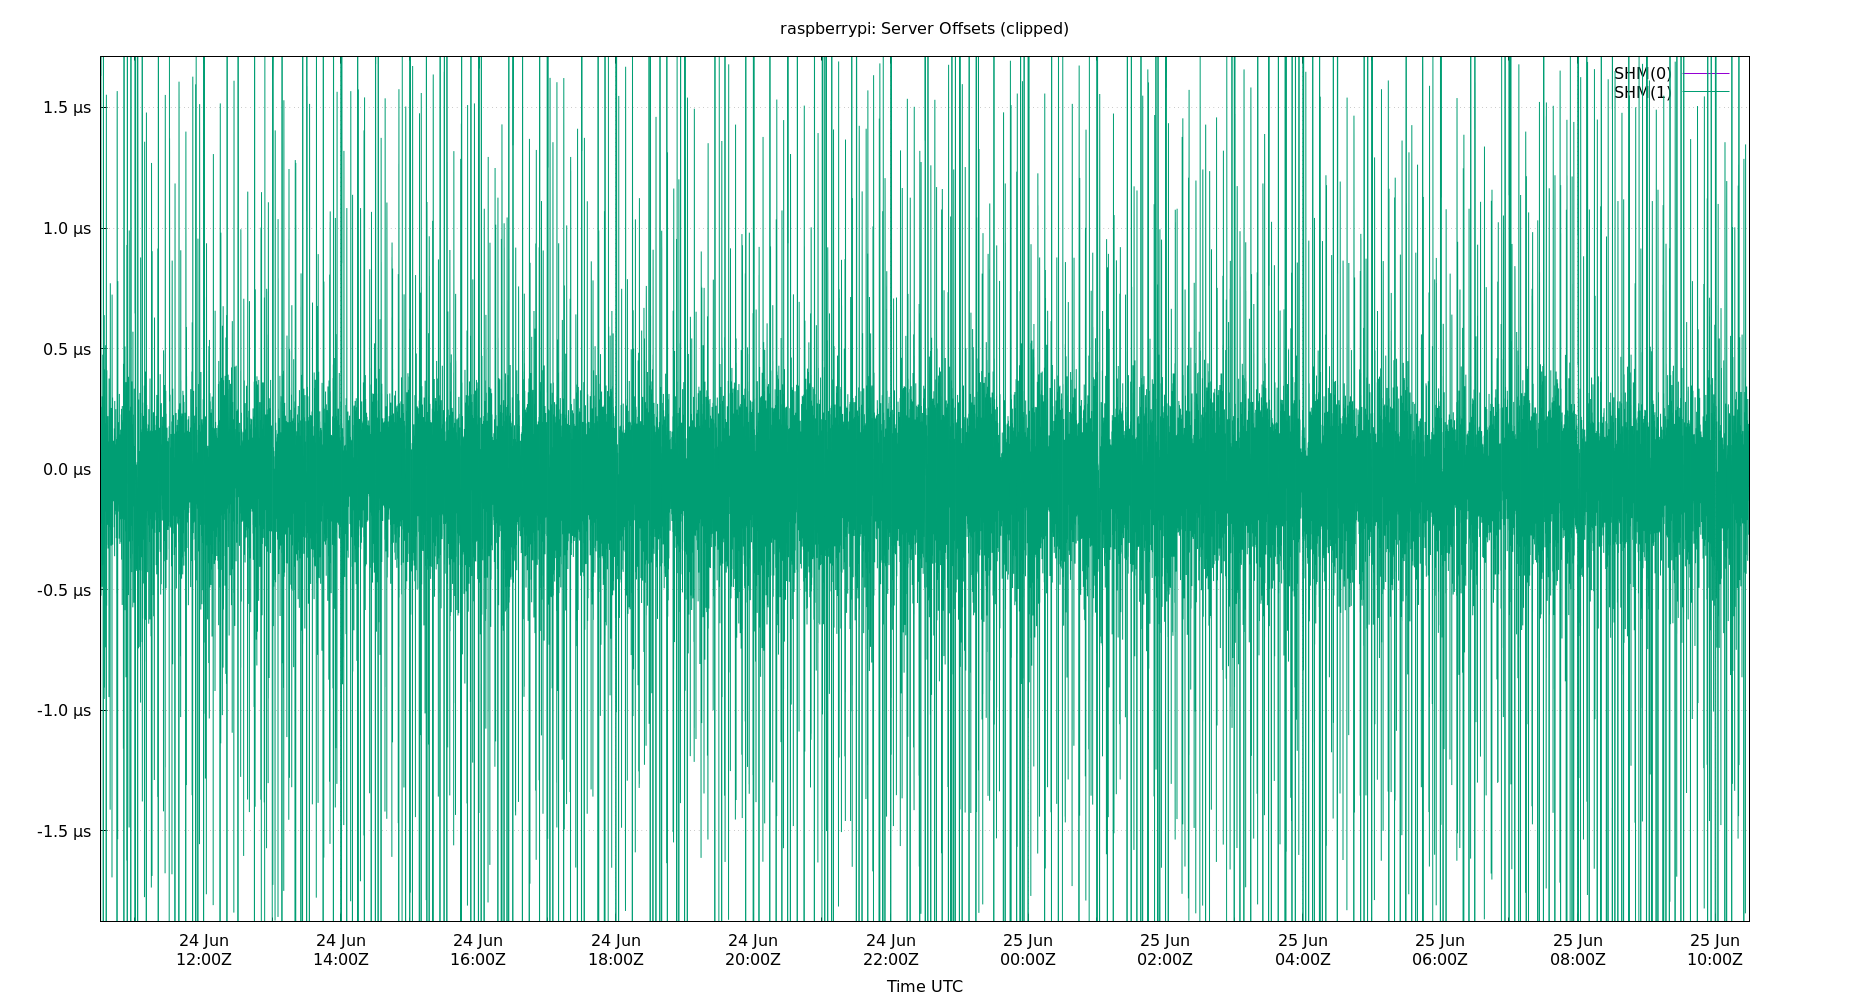 raspberrypi: Server Offsets (clipped)
SHM(0)
SHM(1)
1.5 µs
1.0 µs
0.5 µs
0.0 µs
-0.5 µs
-1.0 µs
-1.5 µs
24 Jun 24 Jun 24 Jun 24 Jun 24 Jun 24 Jun 25 Jun 25 Jun 25 Jun 25 Jun 25 Jun 25 Jun
12:00Z 14:00Z 16:00Z 18:00Z 20:00Z 22:00Z 00:00Z 02:00Z 04:00Z 06:00Z 08:00Z 10:00Z
Time UTC